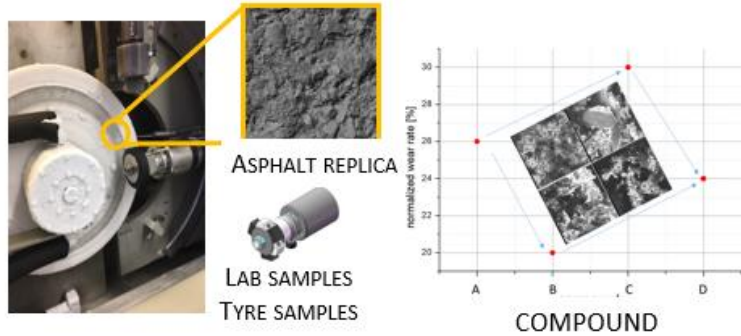 ASPHALT REPLICA
LAB SAMPLES
TYRE SAMPLES
normalized wear rate [%]
30
28
26
24
22
20
A B C D
COMPOUND